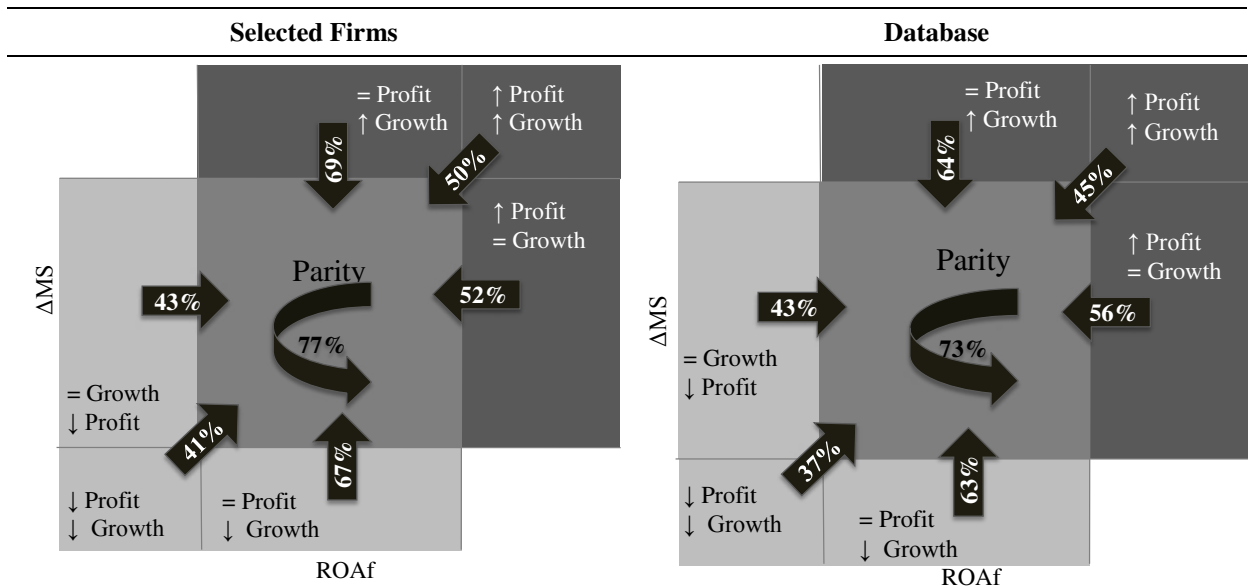 Selected Firms
= Profit
↑ Growth
↑ Profit
↑ Growth
69%
50%
↑ Profit
= Growth
Parity
ΔMS
43%
52%
77%
= Growth
↓ Profit
41%
67%
↓ Profit
↓ Growth
= Profit
↓ Growth
ROAf
Database
= Profit
↑ Growth
↑ Profit
↑ Growth
64%
45%
↑ Profit
= Growth
Parity
ΔMS
43%
56%
73%
= Growth
↓ Profit
37%
63%
↓ Profit
↓ Growth
= Profit
↓ Growth
ROAf